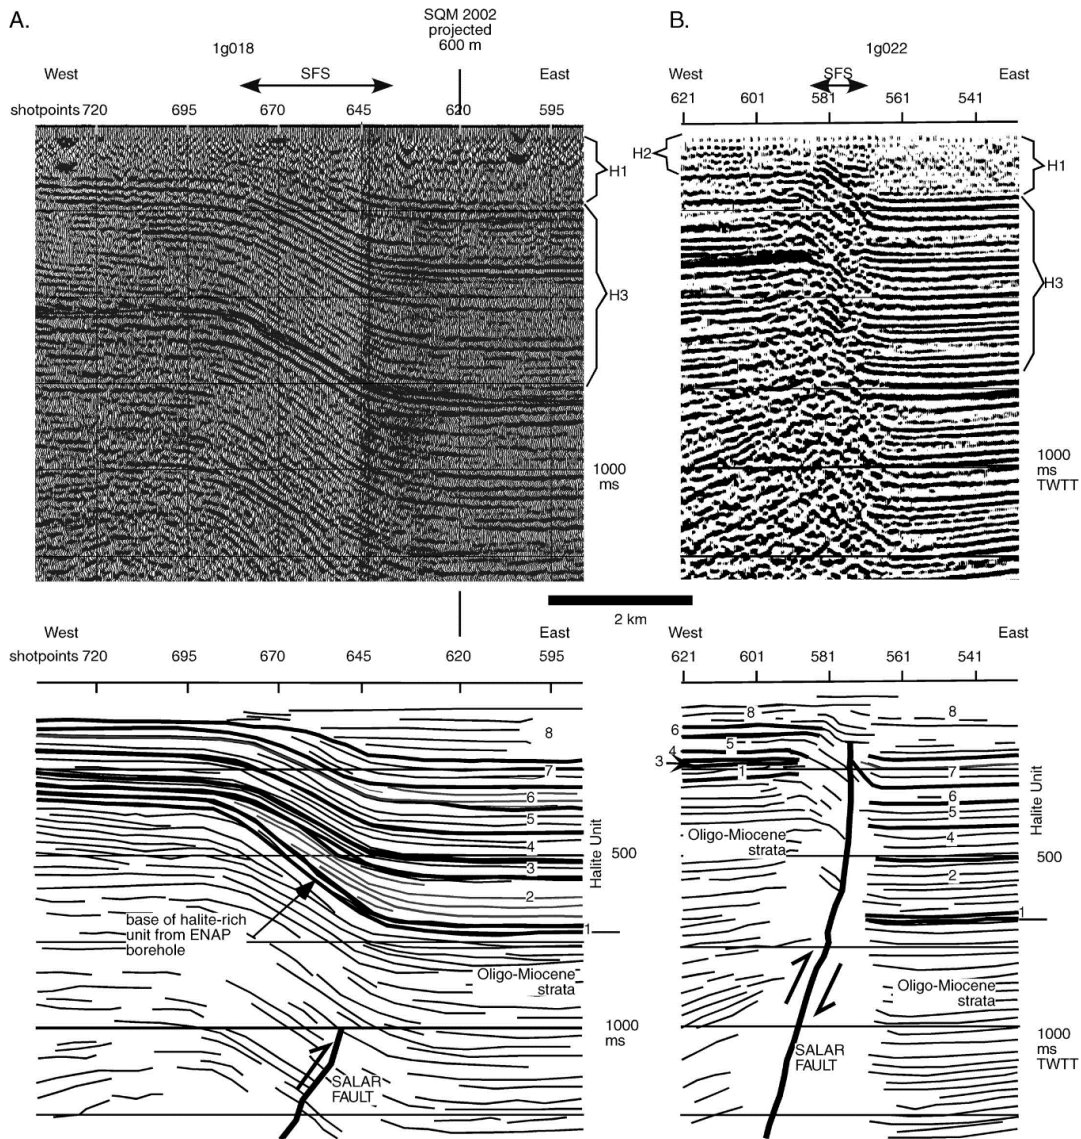 A.
SQM 2002
projected
600 m
1g018
West
SFS
East
shotpoints 720 695 670 645 620 595
H1
H3
1000
ms
B.
1g022
West
SFS
East
621 601 581 561 541
H2
H1
H3
1000
ms
TWTT
2 km
West
East
shotpoints 720 695 670 645 620 595
8
7
6
5
4
3
2
1
Halite Unit
500
base of halite-rich
unit from ENAP
borehole
Oligo-Miocene
strata
1000
ms
SALAR
FAULT
West
East
621 601 581 561 541
8
6
5
4
3
1
8
7
6
5
4
2
1
Halite Unit
500
Oligo-Miocene
strata
Oligo-Miocene
strata
SALAR
FAULT
1000
ms
TWTT